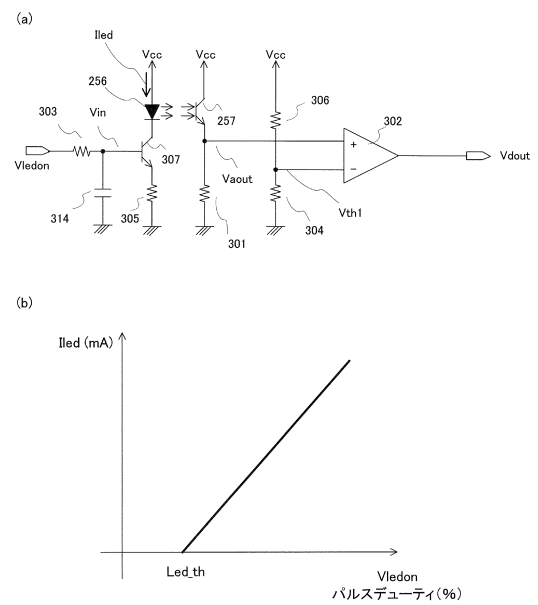 (a)
Iled
Vcc
Vcc
Vcc
256
257
306
303
Vin
302
Vledon
307
Vdout
Vaout
314
305
301
304
Vth1
(b)
Iled (mA)
Led_th
Vledon
パルスデューティ(%)